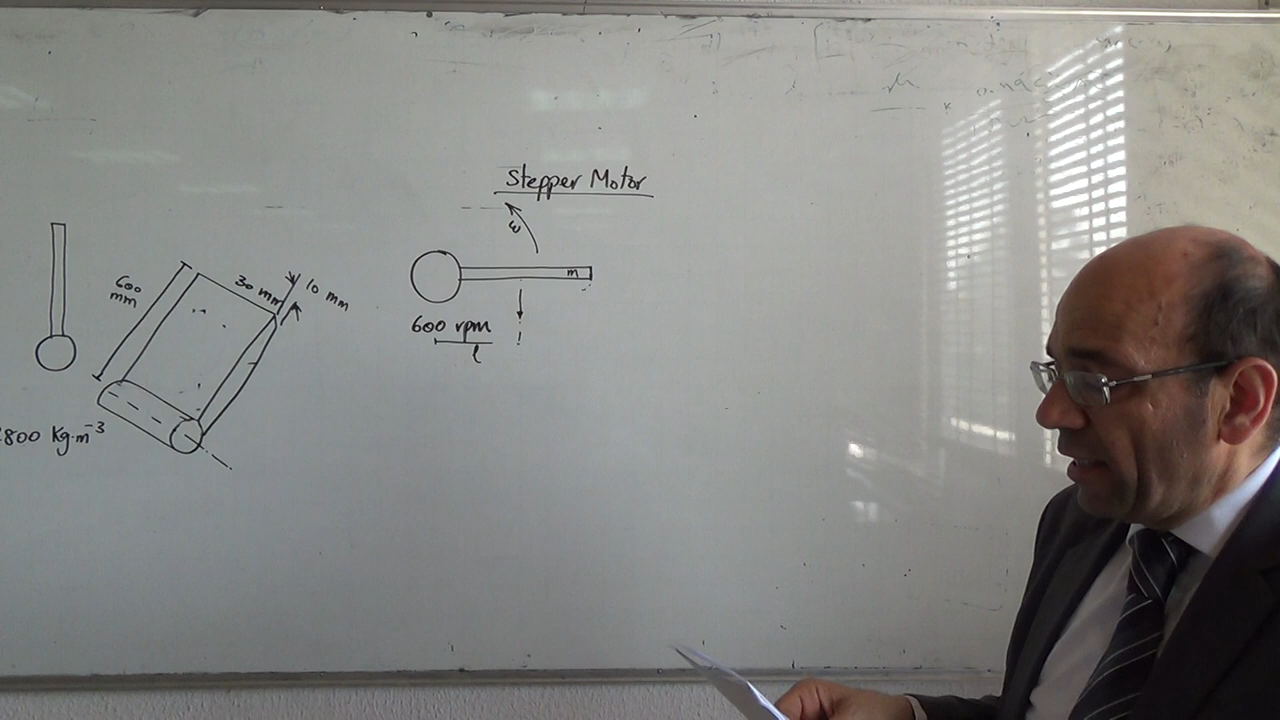 Stepper Motor
ω
m
600 rpm
l
600
mm
30 mm
10 mm
800 Kg·m⁻³